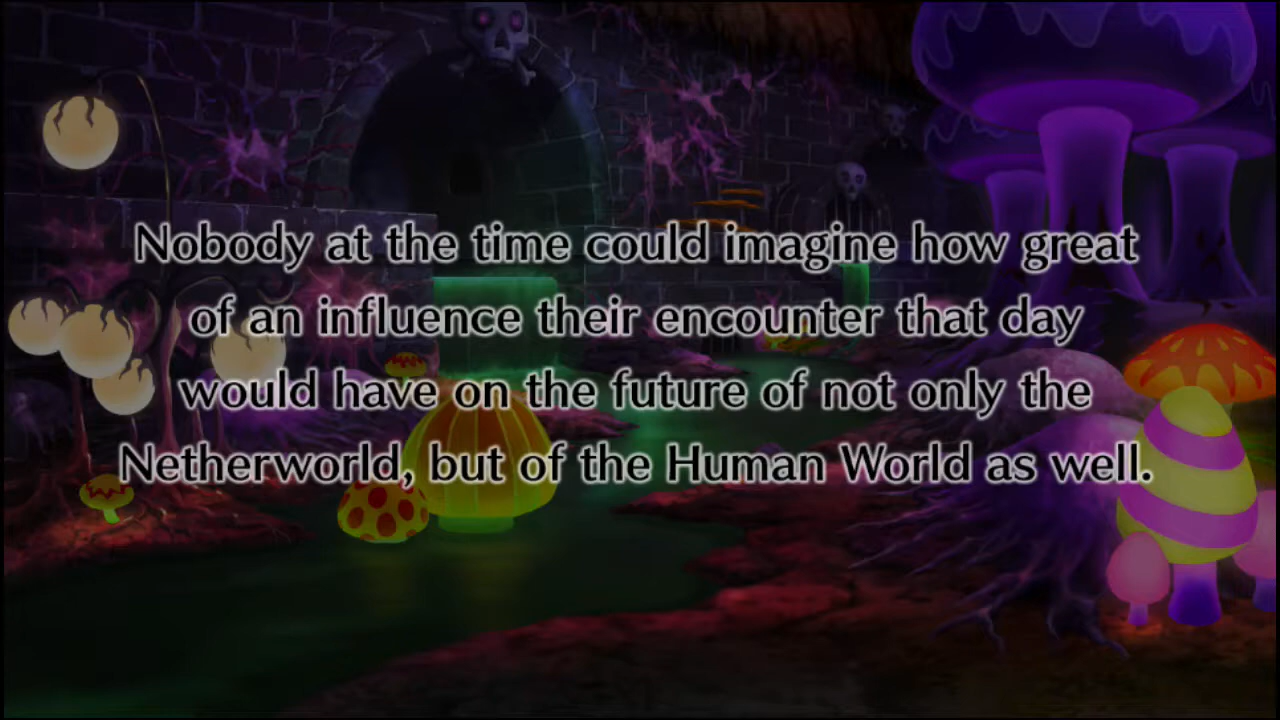 Nobody at the time could imagine how great
of an influence their encounter that day
would have on the future of not only the
Netherworld, but of the Human World as well.